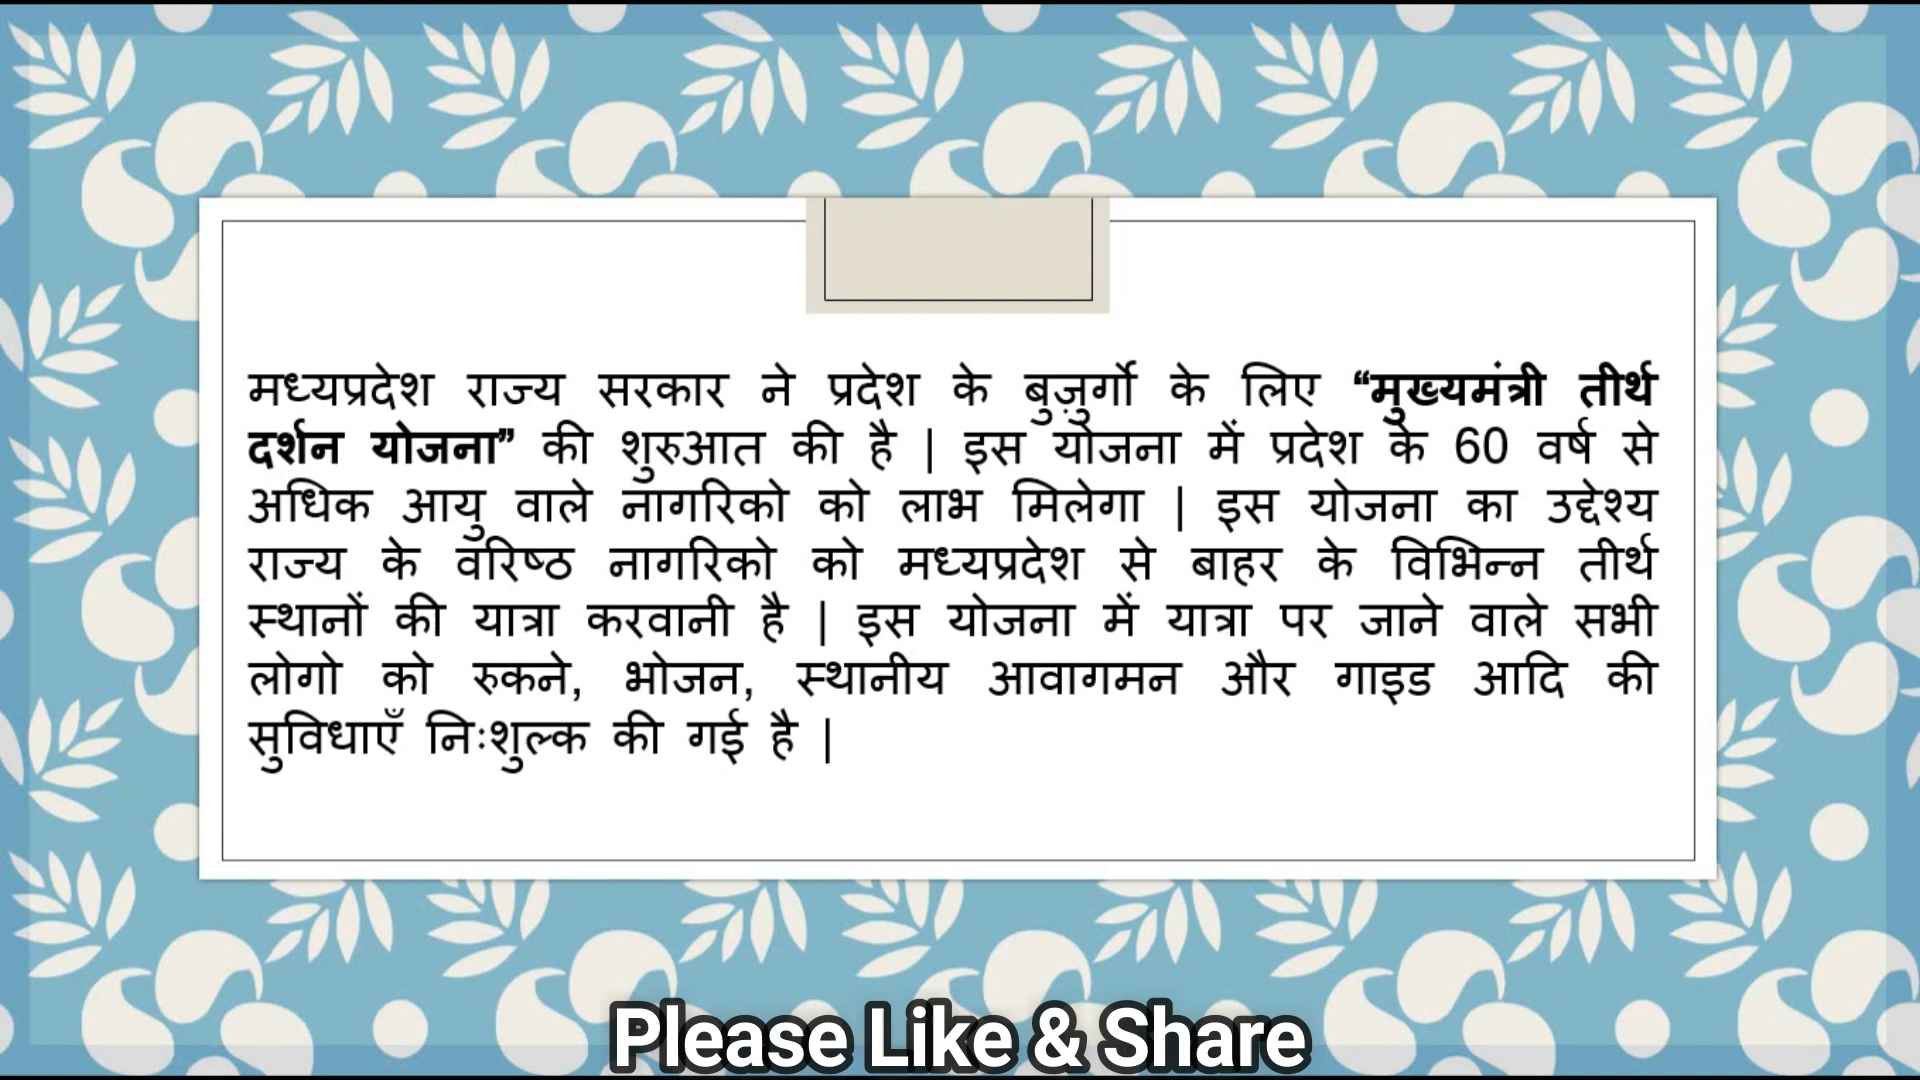 मध्यप्रदेश राज्य सरकार ने प्रदेश के बुज़ुर्गो के लिए “मुख्यमंत्री तीर्थ
दर्शन योजना” की शुरुआत की है | इस योजना में प्रदेश के 60 वर्ष से
अधिक आयु वाले नागरिको को लाभ मिलेगा | इस योजना का उद्देश्य
राज्य के वरिष्ठ नागरिको को मध्यप्रदेश से बाहर के विभिन्न तीर्थ
स्थानों की यात्रा करवानी है | इस योजना में यात्रा पर जाने वाले सभी
लोगो को रुकने, भोजन, स्थानीय आवागमन और गाइड आदि की
सुविधाएँ निःशुल्क की गई है |
Please Like & Share